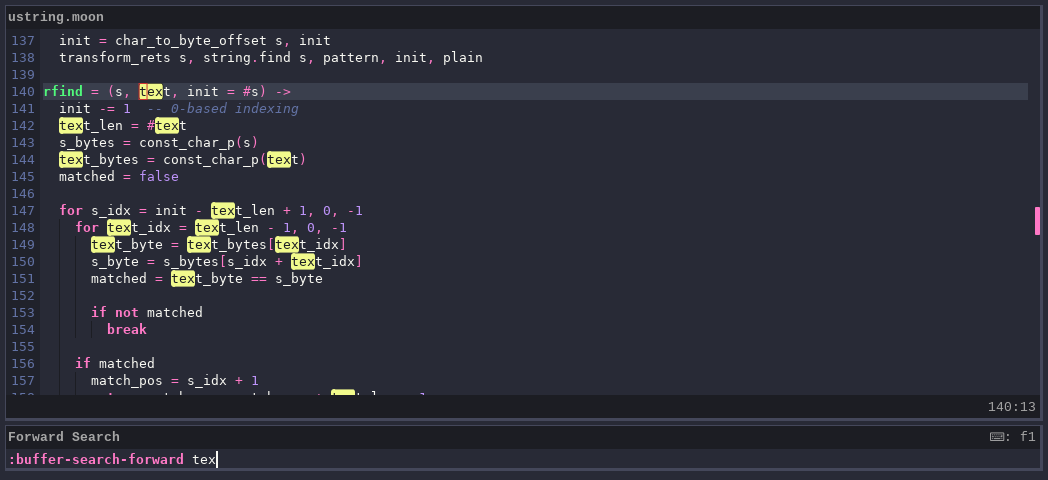 ustring.moon
137   init = char_to_byte_offset s, init
138   transform_rets s, string.find s, pattern, init, plain
139
140 rfind = (s, text, init = #s) ->
141   init -= 1  -- 0-based indexing
142   text_len = #text
143   s_bytes = const_char_p(s)
144   text_bytes = const_char_p(text)
145   matched = false
146
147   for s_idx = init - text_len + 1, 0, -1
148     for text_idx = text_len - 1, 0, -1
149       text_byte = text_bytes[text_idx]
150       s_byte = s_bytes[s_idx + text_idx]
151       matched = text_byte == s_byte
152
153       if not matched
154         break
155
156     if matched
157       match_pos = s_idx + 1
140:13
Forward Search ⌨: f1
:buffer-search-forward tex